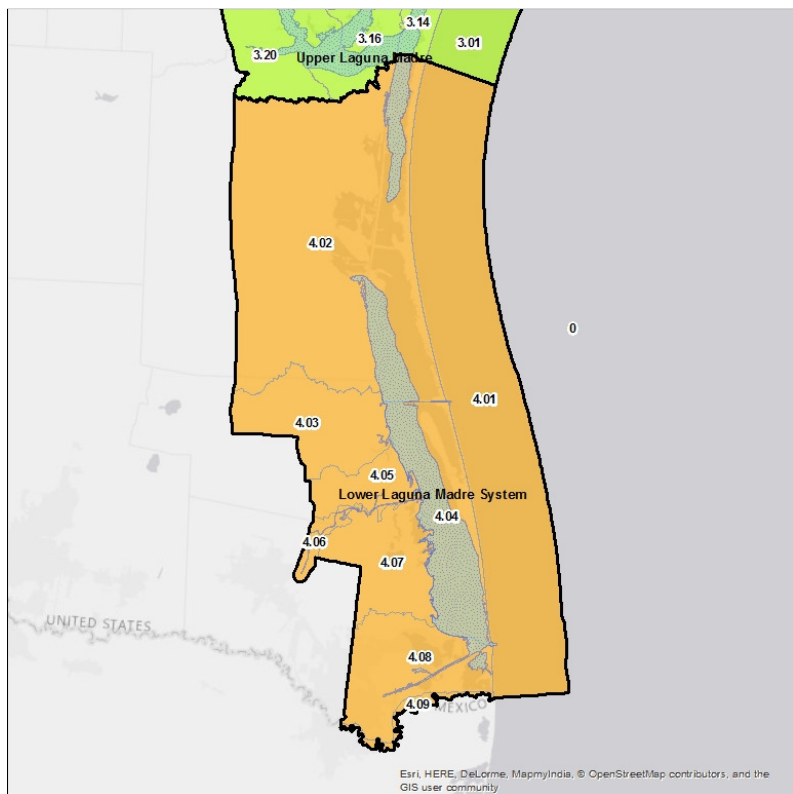 3.14
3.16
3.01
3.20
Upper Laguna Madre
4.02
0
4.01
4.03
4.05
Lower Laguna Madre System
4.04
4.06
4.07
UNITED STATES
4.08
4.09
MEXICO
Esri, HERE, DeLorme, MapmyIndia, © OpenStreetMap contributors, and the
GIS user community